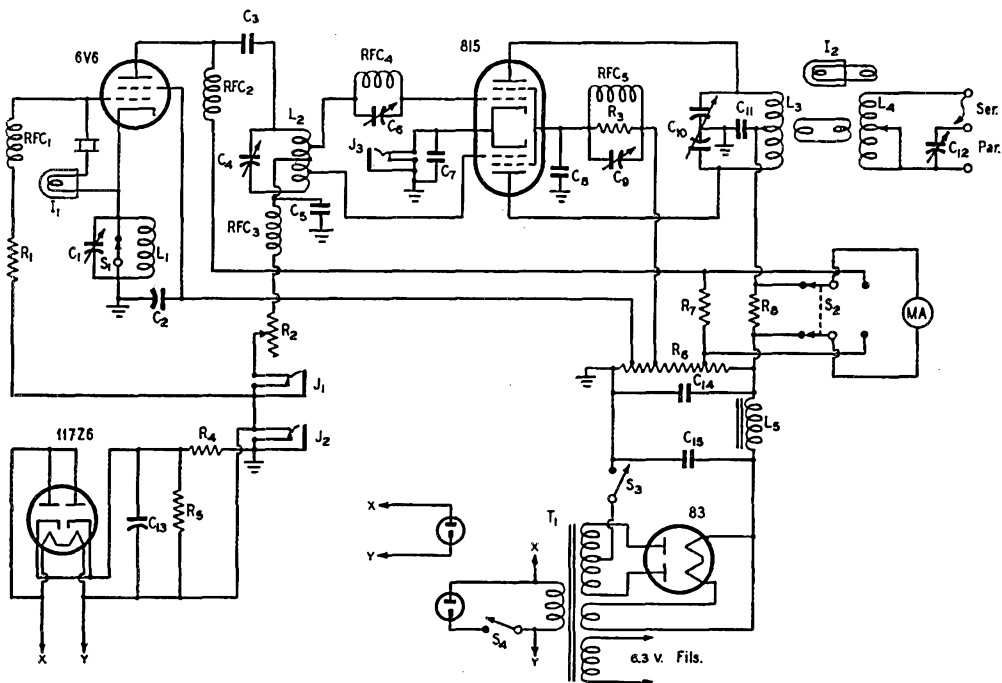 C3
6V6
815
I2
RFC4
RFC5
RFC2
L2
R3
C11
L3
L4
Ser.
C10
Par.
C12
RFC1
C6
C4
J3
C7
C8
C9
I1
C5
RFC3
R1
C1
S1
L1
C2
R7
R8
S2
MA
R2
R6
C14
J1
L5
117Z6
R4
J2
C15
S3
C13
R5
X
T1
83
Y
X
S4
6.3 V. Fils.
Y
X
Y